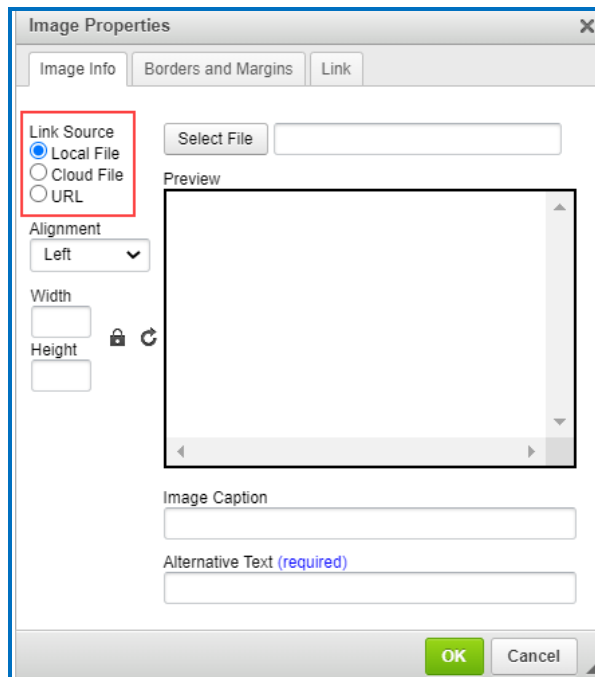 Image Properties
Image Info
Borders and Margins
Link
Link Source
Local File
Cloud File
URL
Select File
Preview
Alignment
Left
Width
Height
Image Caption
Alternative Text (required)
OK
Cancel